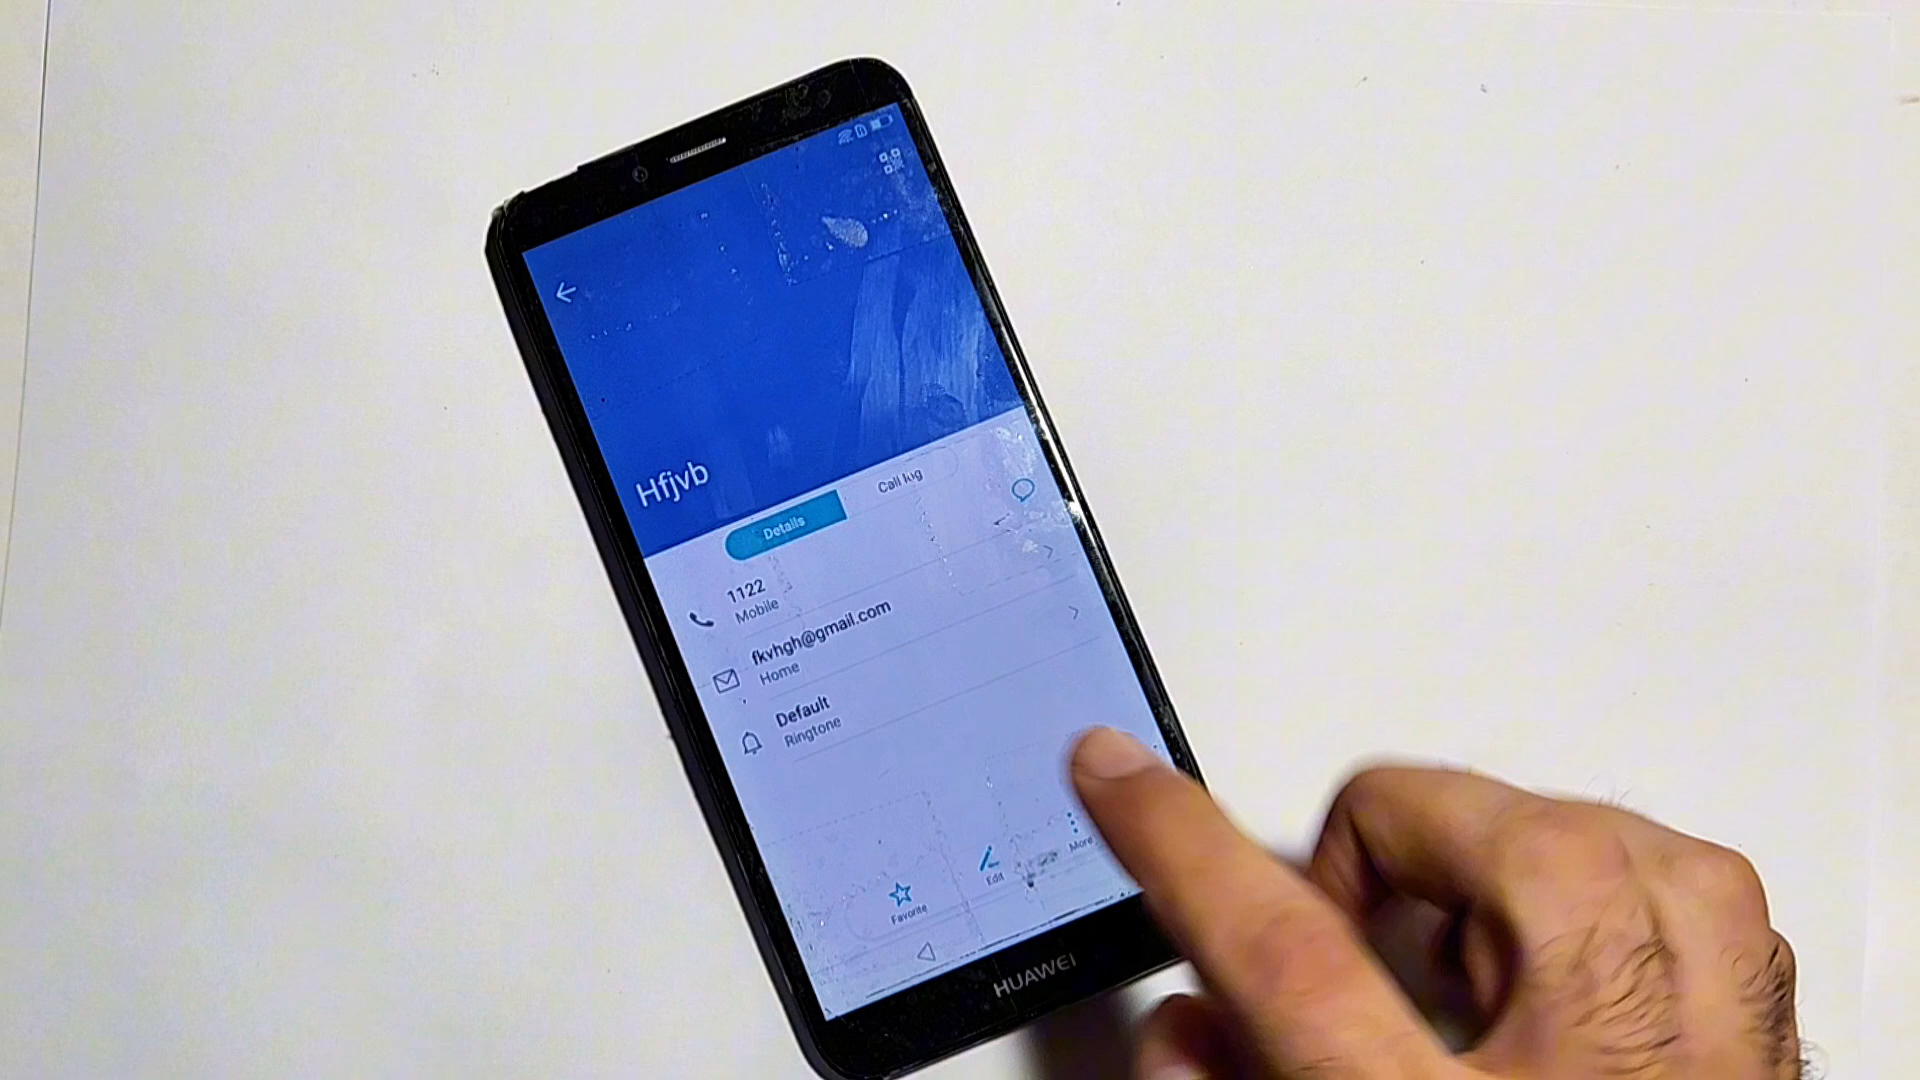 Hfjvb
Details
Call log
1122
Mobile
fkvhgh@gmail.com
Home
Default
Ringtone
Favorite
Edit
More
HUAWEI